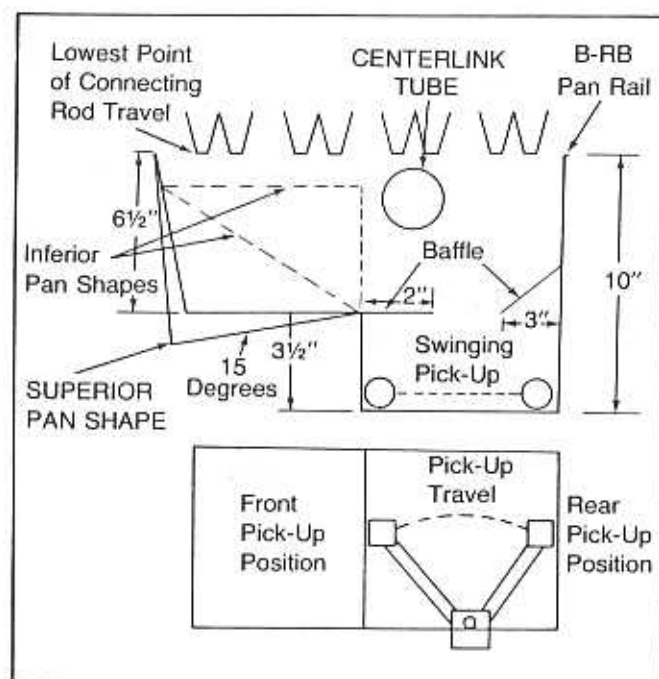 Lowest Point
of Connecting
Rod Travel
CENTERLINK
TUBE
B-RB
Pan Rail
6½"
Inferior
Pan Shapes
Baffle
2"
3"
10"
3½"
15
Degrees
Swinging
Pick-Up
SUPERIOR
PAN SHAPE
Front
Pick-Up
Position
Pick-Up
Travel
Rear
Pick-Up
Position